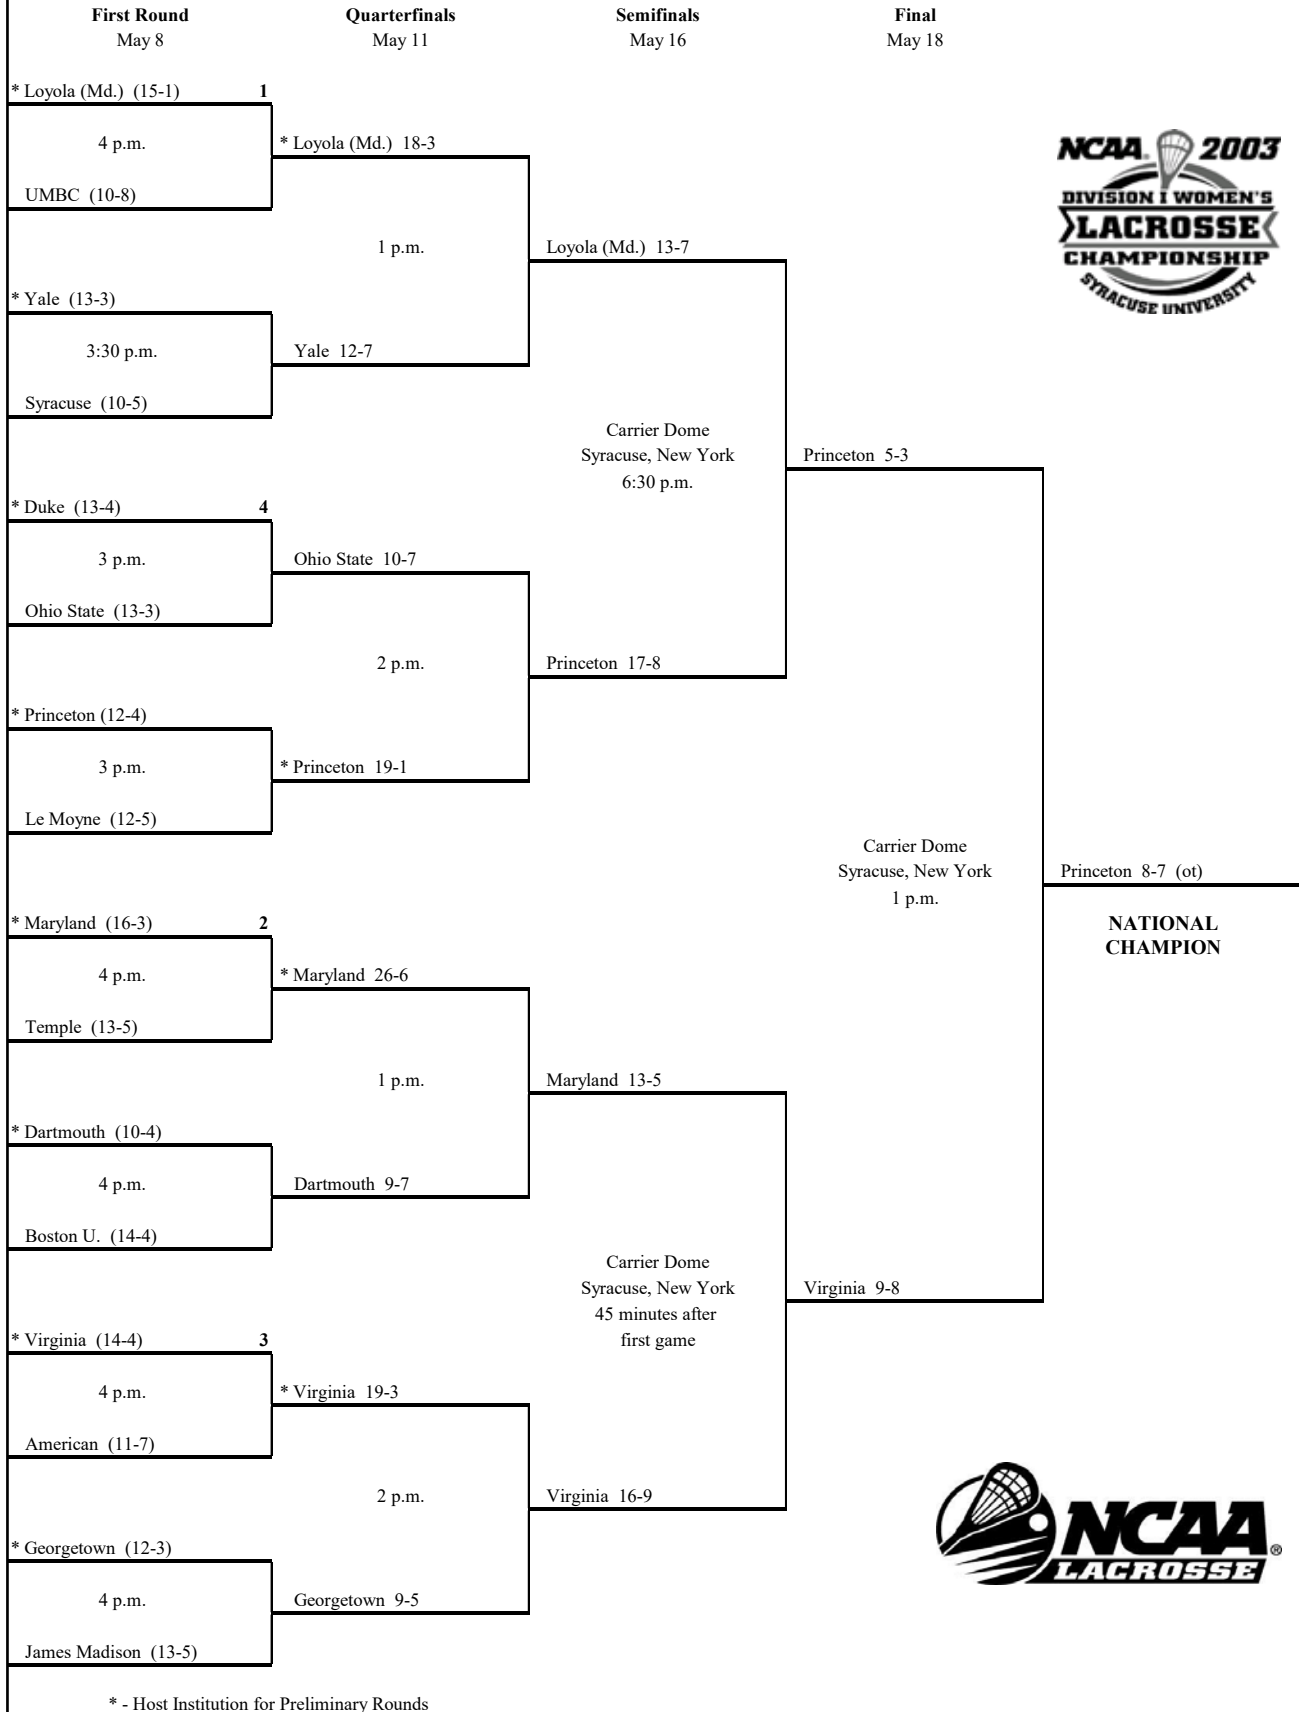 First Round Quarterfinals Semifinals Final
May 8 May 11 May 16 May 18
* Loyola (Md.) (15-1) 1
4 p.m.
* Loyola (Md.) 18-3
UMBC (10-8)
1 p.m.
Loyola (Md.) 13-7
* Yale (13-3)
3:30 p.m.
Yale 12-7
Syracuse (10-5)
Carrier Dome
Syracuse, New York
6:30 p.m.
Princeton 5-3
* Duke (13-4) 4
3 p.m.
Ohio State 10-7
Ohio State (13-3)
2 p.m.
Princeton 17-8
* Princeton (12-4)
3 p.m.
* Princeton 19-1
Le Moyne (12-5)
Carrier Dome
Syracuse, New York
1 p.m.
Princeton 8-7 (ot)
NATIONAL
CHAMPION
* Maryland (16-3) 2
4 p.m.
* Maryland 26-6
Temple (13-5)
1 p.m.
Maryland 13-5
* Dartmouth (10-4)
4 p.m.
Dartmouth 9-7
Boston U. (14-4)
Carrier Dome
Syracuse, New York
45 minutes after
first game
Virginia 9-8
* Virginia (14-4) 3
4 p.m.
* Virginia 19-3
American (11-7)
2 p.m.
Virginia 16-9
* Georgetown (12-3)
4 p.m.
Georgetown 9-5
James Madison (13-5)
* - Host Institution for Preliminary Rounds
NCAA 2003
DIVISION I WOMEN'S
LACROSSE
CHAMPIONSHIP
SYRACUSE UNIVERSITY
NCAA®
LACROSSE